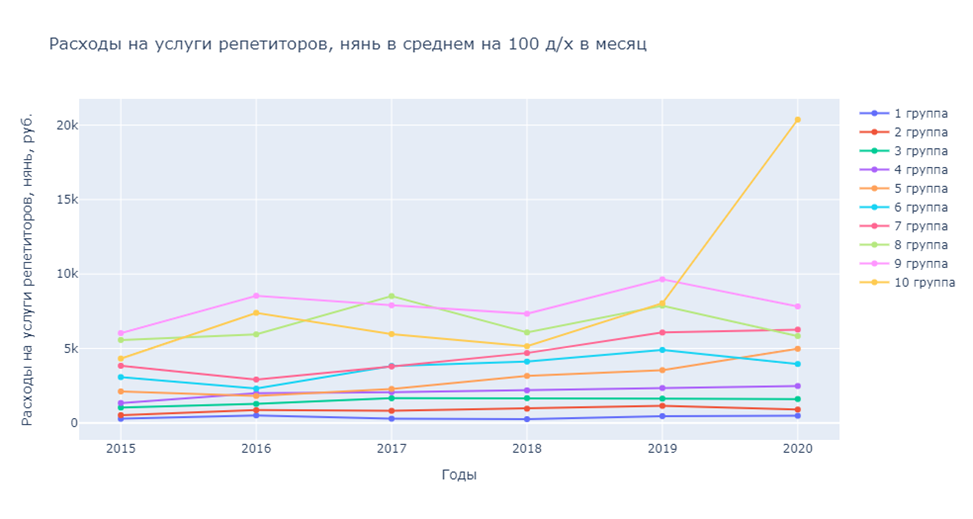 Расходы на услуги репетиторов, нянь в среднем на 100 д/х в месяц
Расходы на услуги репетиторов, нянь, руб.
20k
15k
10k
5k
0
2015 2016 2017 2018 2019 2020
Годы
1 группа
2 группа
3 группа
4 группа
5 группа
6 группа
7 группа
8 группа
9 группа
10 группа